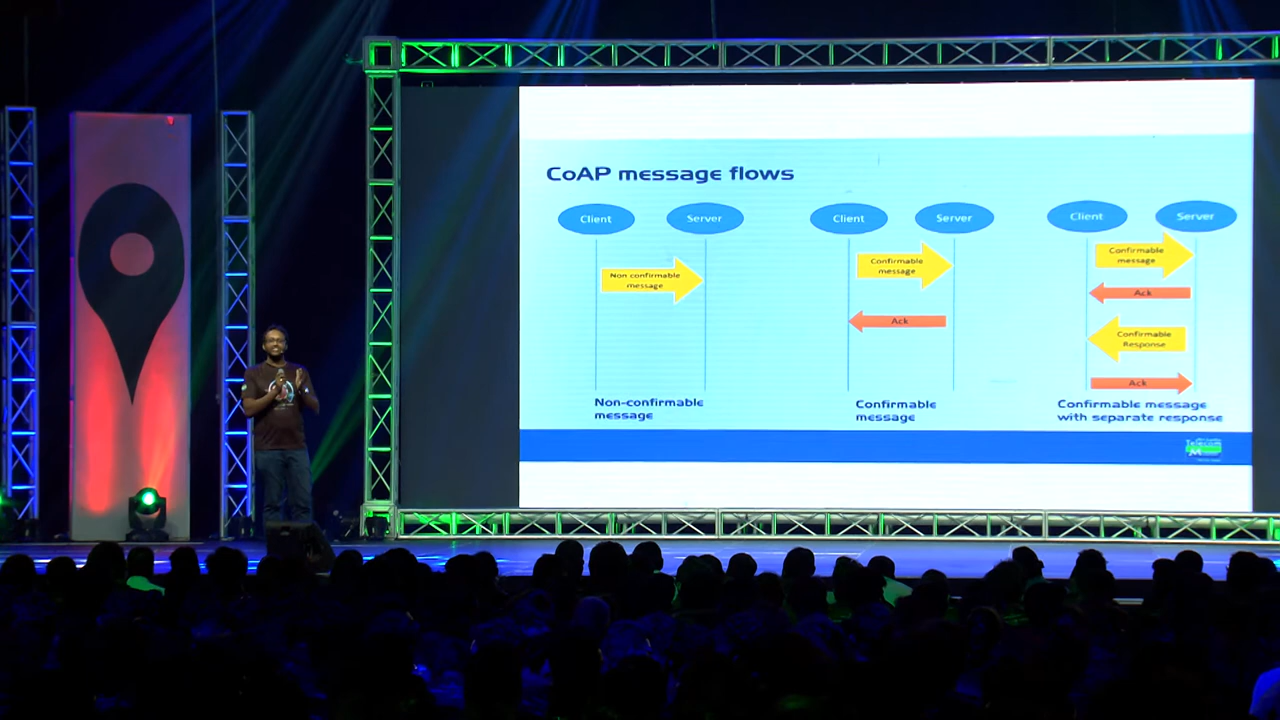 CoAP message flows
Client
Server
Non confirmable
message
Non-confirmable
message
Client
Server
Confirmable
message
Ack
Confirmable
message
Client
Server
Confirmable
message
Ack
Confirmable
Response
Ack
Confirmable message
with separate response
Telecom